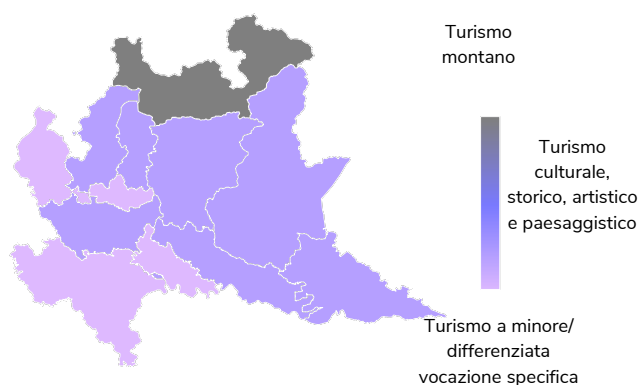 Turismo
montano
Turismo
culturale,
storico, artistico
e paesaggistico
Turismo a minore/
differenziata
vocazione specifica